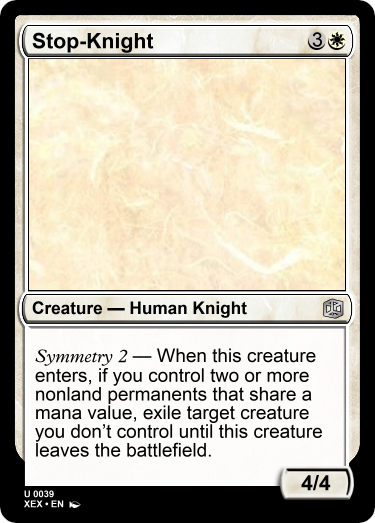 Stop-Knight 3
Creature — Human Knight
Symmetry 2 — When this creature
enters, if you control two or more
nonland permanents that share a
mana value, exile target creature
you don't control until this creature
leaves the battlefield.
4/4
U 0039
XEX • EN